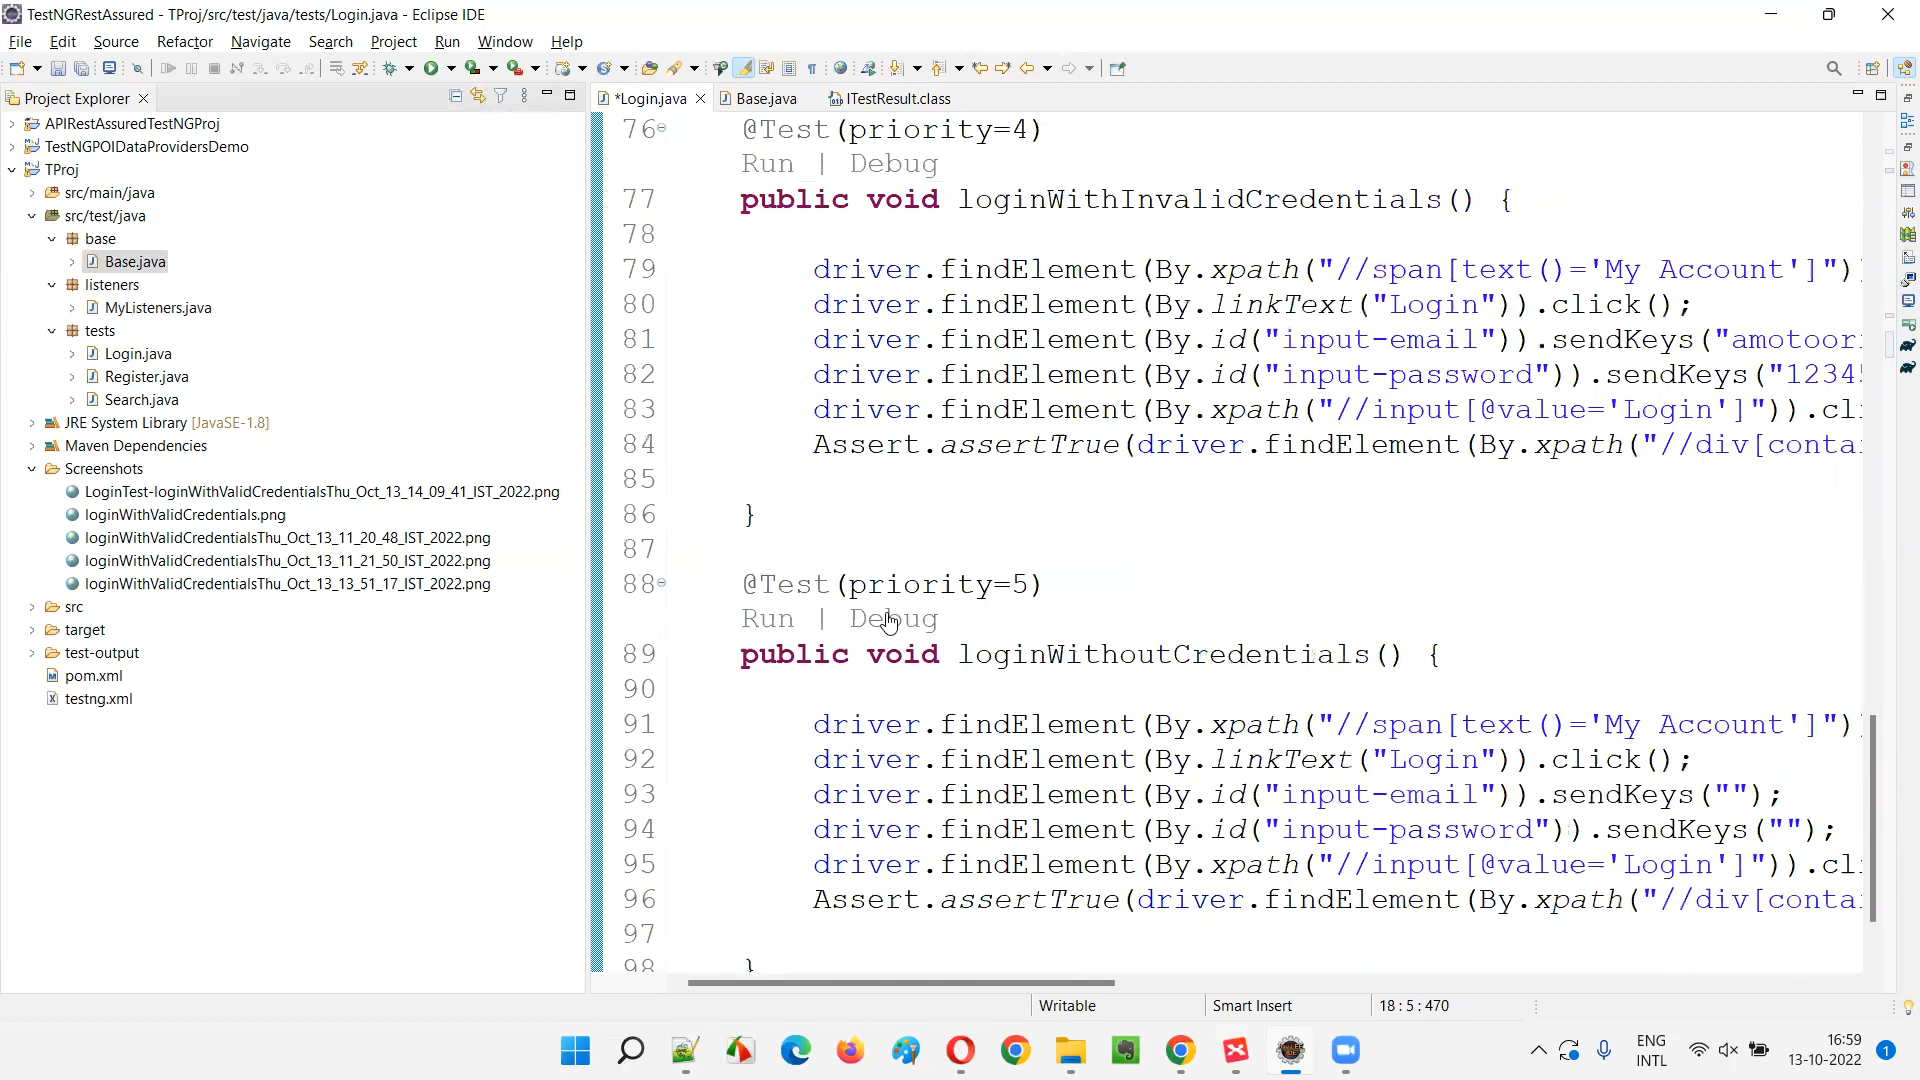 TestNGRestAssured - TProj/src/test/java/tests/Login.java - Eclipse IDE
File Edit Source Refactor Navigate Search Project Run Window Help
Project Explorer
*Login.java
Base.java
ITestResult.class
APIRestAssuredTestNGProj
TestNGPOIDataProvidersDemo
TProj
src/main/java
src/test/java
base
Base.java
listeners
MyListeners.java
tests
Login.java
Register.java
Search.java
JRE System Library [JavaSE-1.8]
Maven Dependencies
Screenshots
LoginTest-loginWithValidCredentialsThu_Oct_13_14_09_41_IST_2022.png
loginWithValidCredentials.png
loginWithValidCredentialsThu_Oct_13_11_20_48_IST_2022.png
loginWithValidCredentialsThu_Oct_13_11_21_50_IST_2022.png
loginWithValidCredentialsThu_Oct_13_13_51_17_IST_2022.png
src
target
test-output
pom.xml
testng.xml
76 @Test(priority=4)
Run | Debug
77 public void loginWithInvalidCredentials() {
78
79 driver.findElement(By.xpath("//span[text()='My Account']")
80 driver.findElement(By.linkText("Login")).click();
81 driver.findElement(By.id("input-email")).sendKeys("amotoor
82 driver.findElement(By.id("input-password")).sendKeys("1234
83 driver.findElement(By.xpath("//input[@value='Login']")).cl
84 Assert.assertTrue(driver.findElement(By.xpath("//div[conta
85
86 }
87
88 @Test(priority=5)
Run | Debug
89 public void loginWithoutCredentials() {
90
91 driver.findElement(By.xpath("//span[text()='My Account']")
92 driver.findElement(By.linkText("Login")).click();
93 driver.findElement(By.id("input-email")).sendKeys("");
94 driver.findElement(By.id("input-password")).sendKeys("");
95 driver.findElement(By.xpath("//input[@value='Login']")).cl
96 Assert.assertTrue(driver.findElement(By.xpath("//div[conta
97
98 }
Writable
Smart Insert
18 : 5 : 470
ENG
INTL
16:59
13-10-2022
1